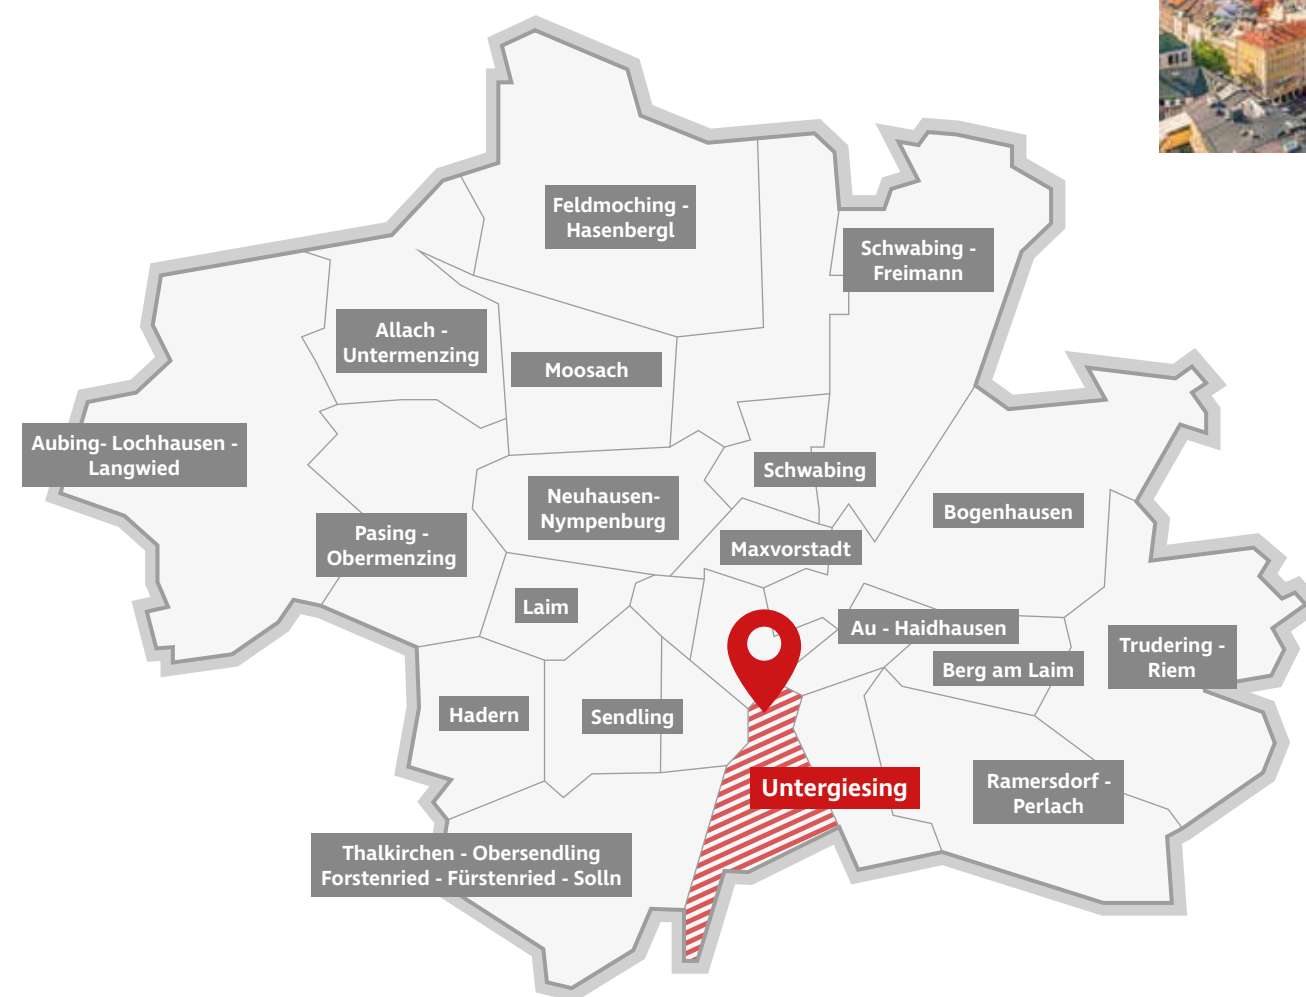 Feldmoching -
Hasenbergl
Schwabing -
Freimann
Allach -
Untermenzing
Moosach
Aubing- Lochhausen -
Langwied
Schwabing
Neuhausen-
Nympenburg
Bogenhausen
Pasing -
Obermenzing
Maxvorstadt
Laim
Au - Haidhausen
Trudering -
Riem
Berg am Laim
Hadern
Sendling
Untergiesing
Ramersdorf -
Perlach
Thalkirchen - Obersendling
Forstenried - Fürstenried - Solln